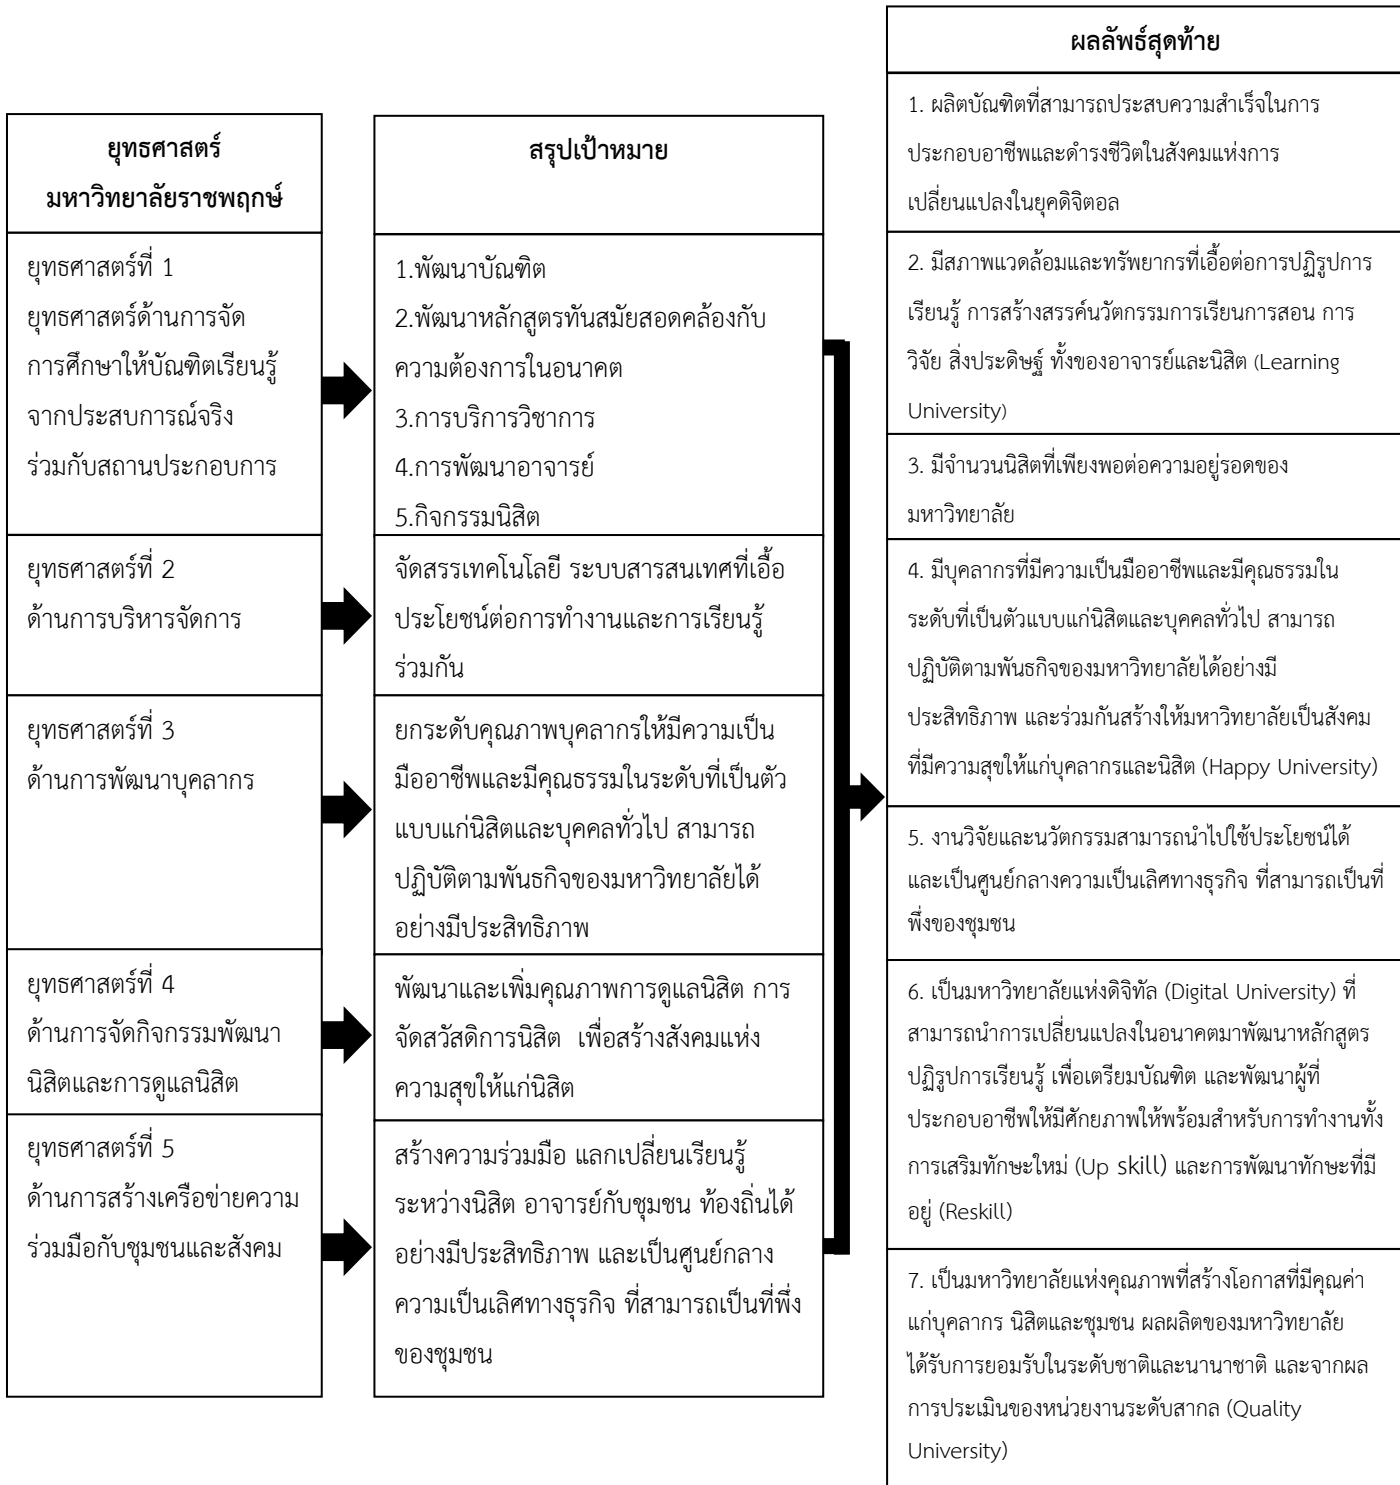 ยุทธศาสตร์
มหาวิทยาลัยราชพฤกษ์
ยุทธศาสตร์ที่ 1
ยุทธศาสตร์ด้านการจัด
การศึกษาให้บัณฑิตเรียนรู้
จากประสบการณ์จริง
ร่วมกับสถานประกอบการ
ยุทธศาสตร์ที่ 2
ด้านการบริหารจัดการ
ยุทธศาสตร์ที่ 3
ด้านการพัฒนาบุคลากร
ยุทธศาสตร์ที่ 4
ด้านการจัดกิจกรรมพัฒนา
นิสิตและการดูแลนิสิต
ยุทธศาสตร์ที่ 5
ด้านการสร้างเครือข่ายความ
ร่วมมือกับชุมชนและสังคม
สรุปเป้าหมาย
1.พัฒนาบัณฑิต
2.พัฒนาหลักสูตรทันสมัยสอดคล้องกับ
ความต้องการในอนาคต
3.การบริการวิชาการ
4.การพัฒนาอาจารย์
5.กิจกรรมนิสิต
จัดสรรเทคโนโลยี ระบบสารสนเทศที่เอื้อ
ประโยชน์ต่อการทำงานและการเรียนรู้
ร่วมกัน
ยกระดับคุณภาพบุคลากรให้มีความเป็น
มืออาชีพและมีคุณธรรมในระดับที่เป็นตัว
แบบแก่นิสิตและบุคคลทั่วไป สามารถ
ปฏิบัติตามพันธกิจของมหาวิทยาลัยได้
อย่างมีประสิทธิภาพ
พัฒนาและเพิ่มคุณภาพการดูแลนิสิต การ
จัดสวัสดิการนิสิต เพื่อสร้างสังคมแห่ง
ความสุขให้แก่นิสิต
สร้างความร่วมมือ แลกเปลี่ยนเรียนรู้
ระหว่างนิสิต อาจารย์กับชุมชน ท้องถิ่นได้
อย่างมีประสิทธิภาพ และเป็นศูนย์กลาง
ความเป็นเลิศทางธุรกิจ ที่สามารถเป็นที่พึ่ง
ของชุมชน
ผลลัพธ์สุดท้าย
1. ผลิตบัณฑิตที่สามารถประสบความสำเร็จในการ
ประกอบอาชีพและดำรงชีวิตในสังคมแห่งการ
เปลี่ยนแปลงในยุคดิจิตอล
2. มีสภาพแวดล้อมและทรัพยากรที่เอื้อต่อการปฏิรูปการ
เรียนรู้ การสร้างสรรค์นวัตกรรมการเรียนการสอน การ
วิจัย สิ่งประดิษฐ์ ทั้งของอาจารย์และนิสิต (Learning
University)
3. มีจำนวนนิสิตที่เพียงพอต่อความอยู่รอดของ
มหาวิทยาลัย
4. มีบุคลากรที่มีความเป็นมืออาชีพและมีคุณธรรมใน
ระดับที่เป็นตัวแบบแก่นิสิตและบุคคลทั่วไป สามารถ
ปฏิบัติตามพันธกิจของมหาวิทยาลัยได้อย่างมี
ประสิทธิภาพ และร่วมกันสร้างให้มหาวิทยาลัยเป็นสังคม
ที่มีความสุขให้แก่บุคลากรและนิสิต (Happy University)
5. งานวิจัยและนวัตกรรมสามารถนำไปใช้ประโยชน์ได้
และเป็นศูนย์กลางความเป็นเลิศทางธุรกิจ ที่สามารถเป็นที่
พึ่งของชุมชน
6. เป็นมหาวิทยาลัยแห่งดิจิทัล (Digital University) ที่
สามารถนำการเปลี่ยนแปลงในอนาคตมาพัฒนาหลักสูตร
ปฏิรูปการเรียนรู้ เพื่อเตรียมบัณฑิต และพัฒนาผู้ที่
ประกอบอาชีพให้มีศักยภาพให้พร้อมสำหรับการทำงานทั้ง
การเสริมทักษะใหม่ (Up skill) และการพัฒนาทักษะที่มี
อยู่ (Reskill)
7. เป็นมหาวิทยาลัยแห่งคุณภาพที่สร้างโอกาสที่มีคุณค่า
แก่บุคลากร นิสิตและชุมชน ผลผลิตของมหาวิทยาลัย
ได้รับการยอมรับในระดับชาติและนานาชาติ และจากผล
การประเมินของหน่วยงานระดับสากล (Quality
University)